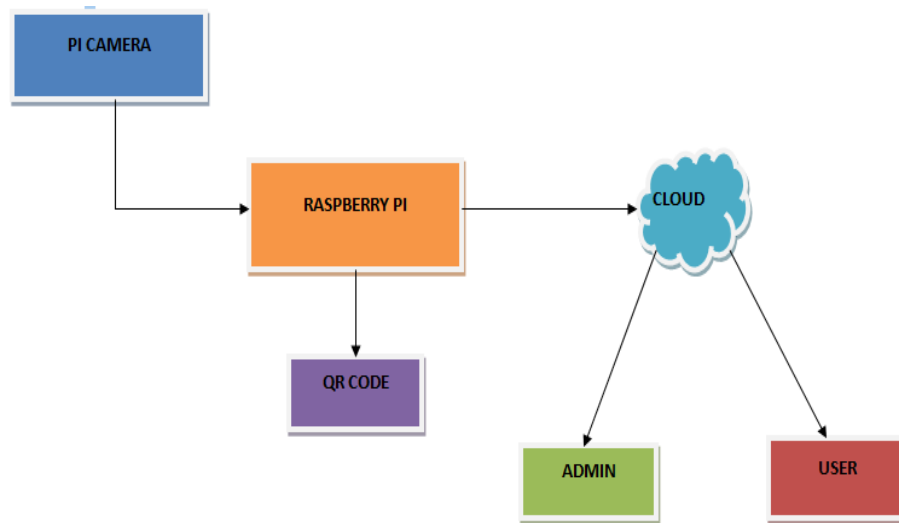 PI CAMERA
RASPBERRY PI
CLOUD
QR CODE
ADMIN
USER